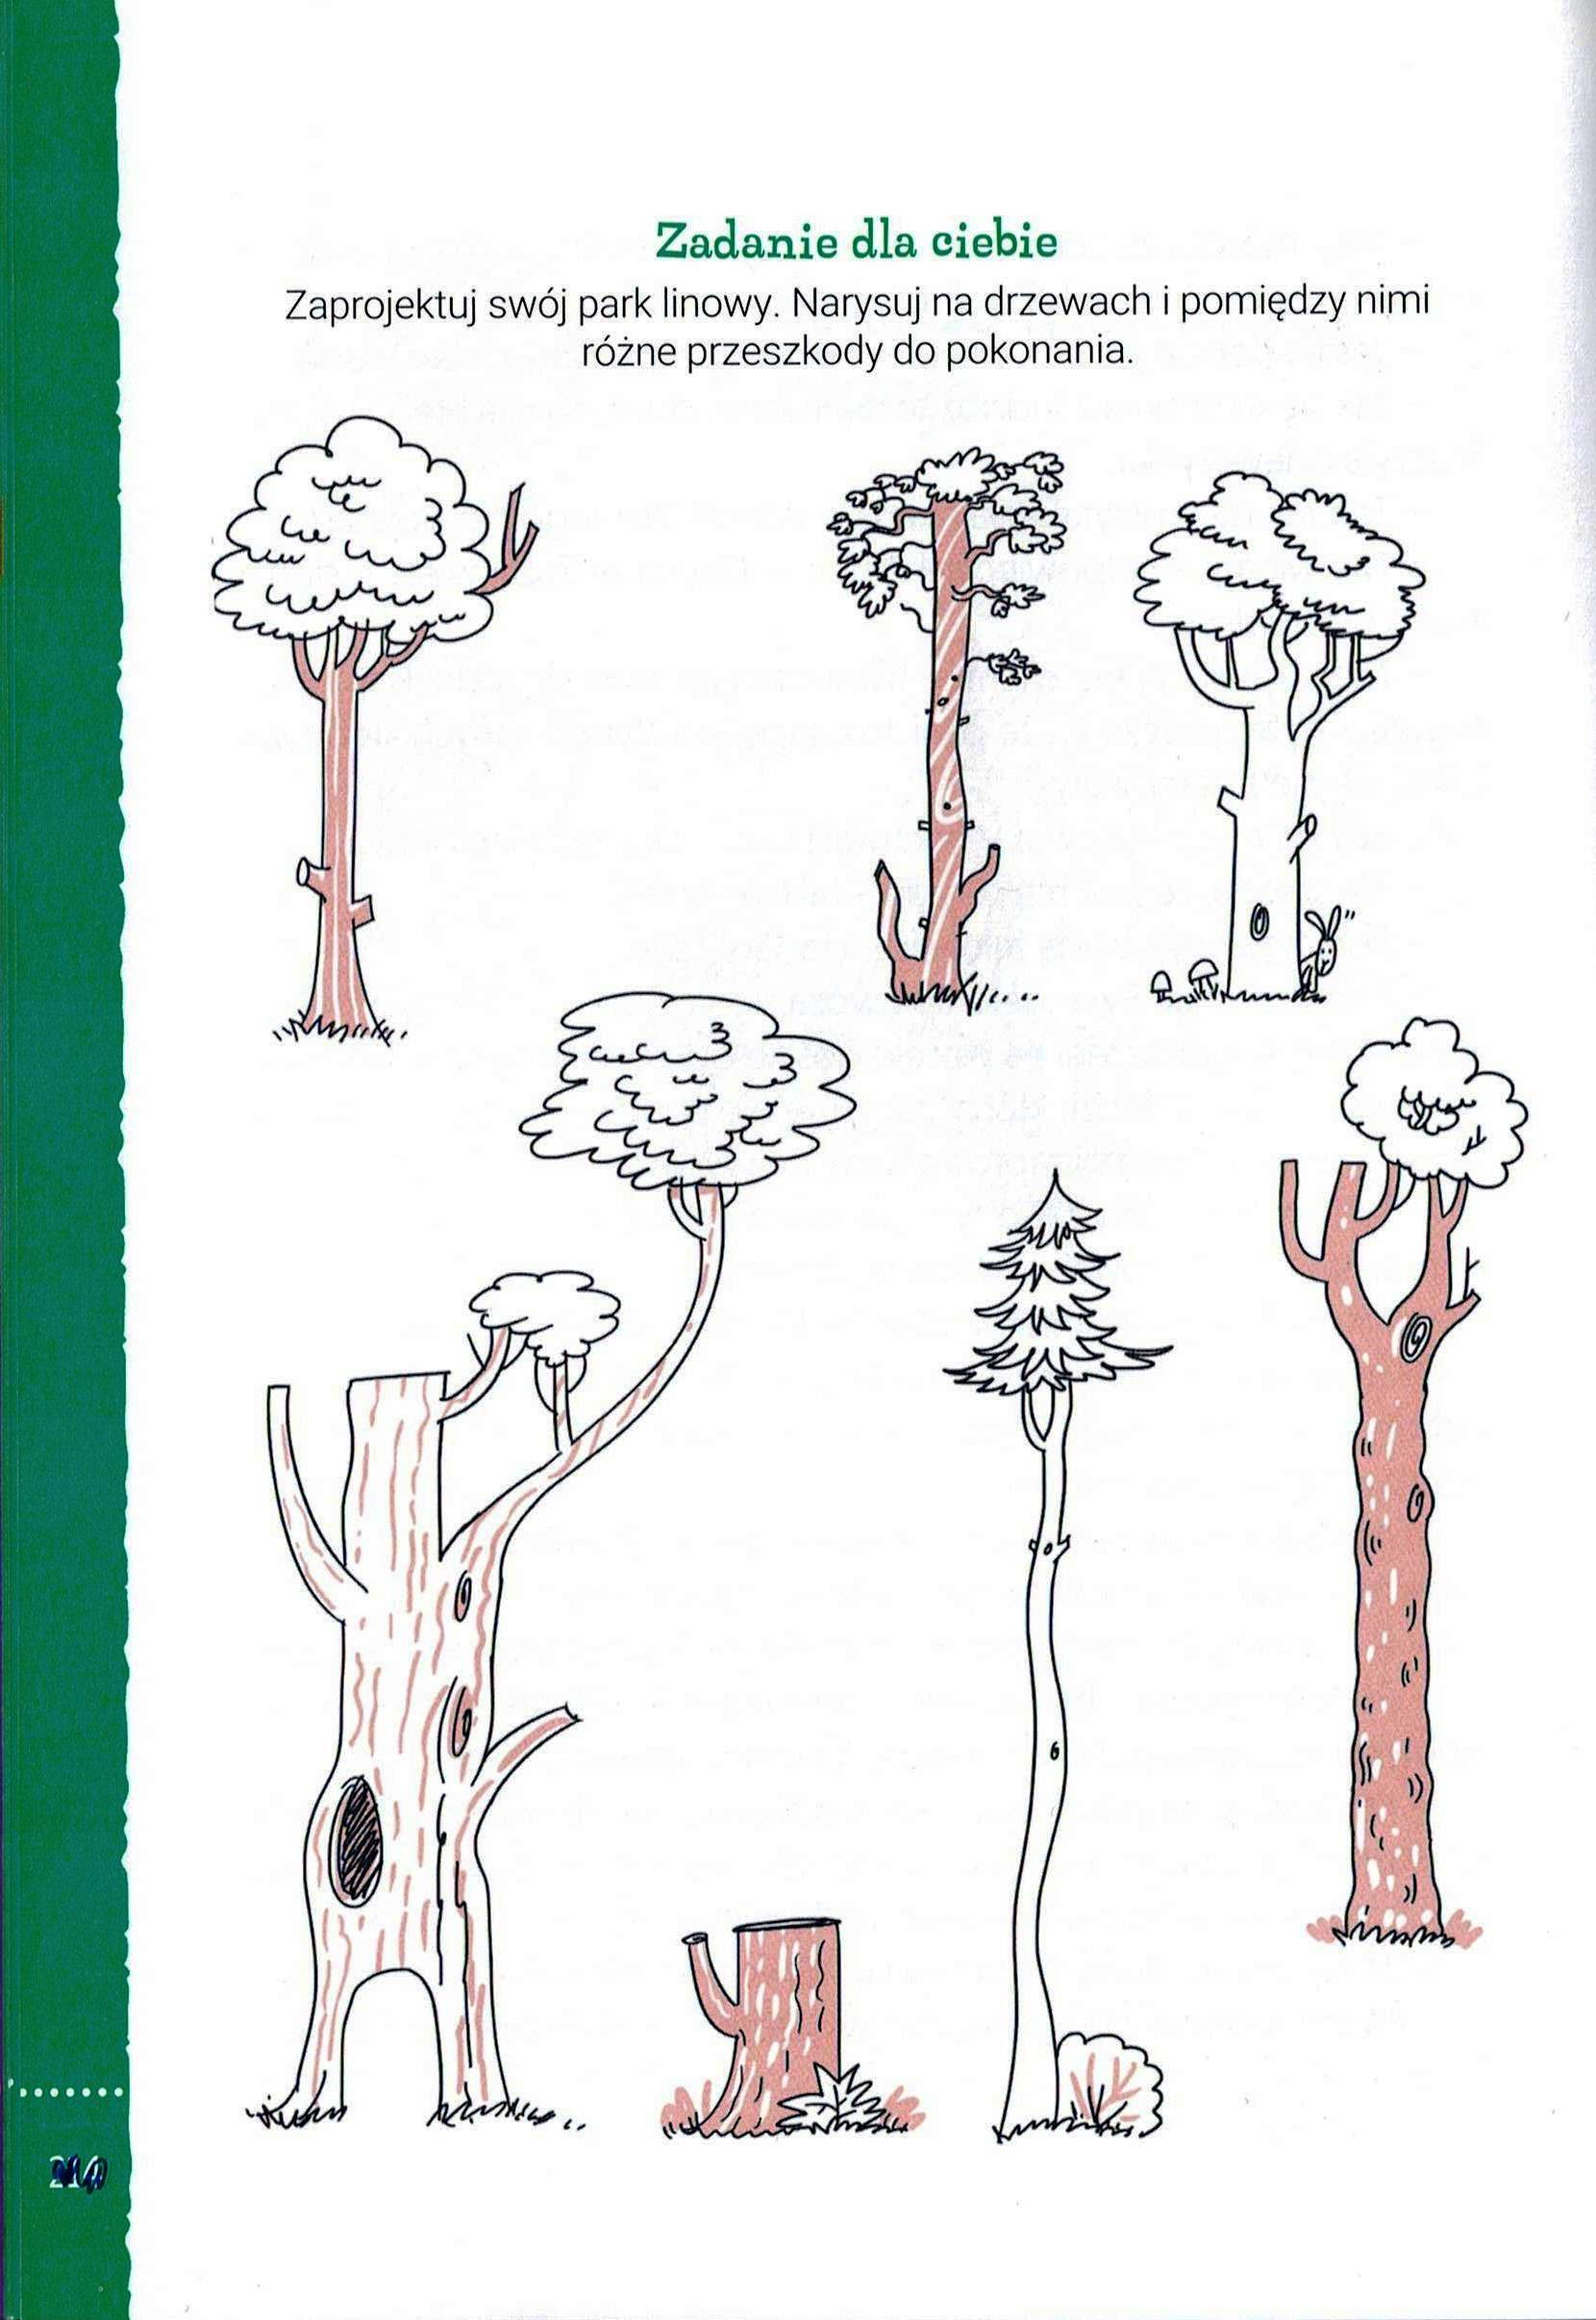 Zadanie dla ciebie
Zaprojektuj swój park linowy. Narysuj na drzewach i pomiędzy nimi
różne przeszkody do pokonania.